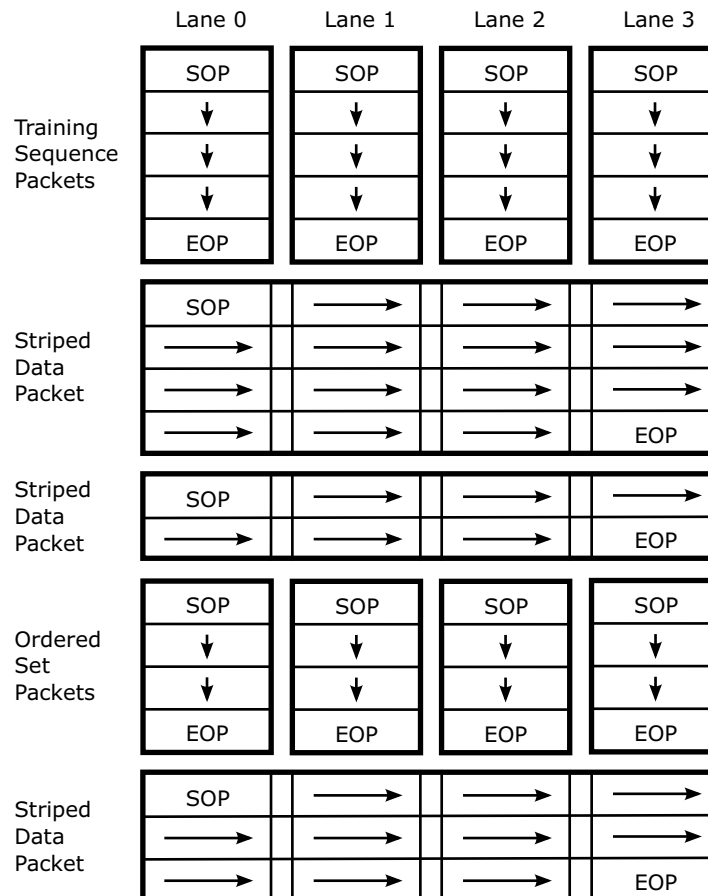 Lane 0 Lane 1 Lane 2 Lane 3
Training
Sequence
Packets
SOP SOP SOP SOP
EOP EOP EOP EOP
Striped
Data
Packet
SOP
EOP
Striped
Data
Packet
SOP
EOP
Ordered
Set
Packets
SOP SOP SOP SOP
EOP EOP EOP EOP
Striped
Data
Packet
SOP
EOP